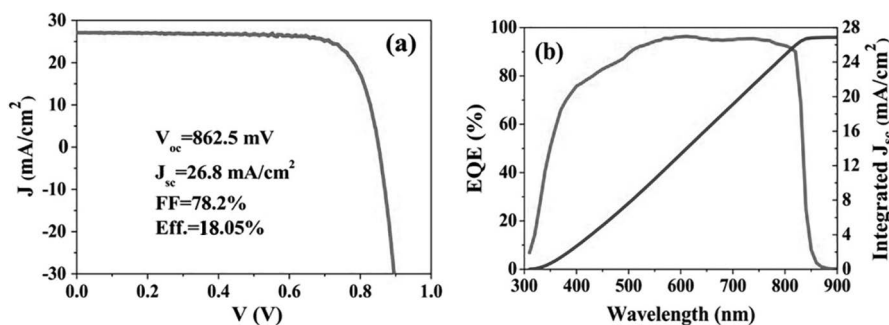 (a)
J (mA/cm²)
30
20
10
0
-10
-20
-30
V_oc=862.5 mV
J_sc=26.8 mA/cm²
FF=78.2%
Eff.=18.05%
0.0 0.2 0.4 0.6 0.8 1.0
V (V)
(b)
EQE (%)
100
80
60
40
20
0
28
24
20
16
12
8
4
0
Integrated J_sc (mA/cm²)
300 400 500 600 700 800 900
Wavelength (nm)